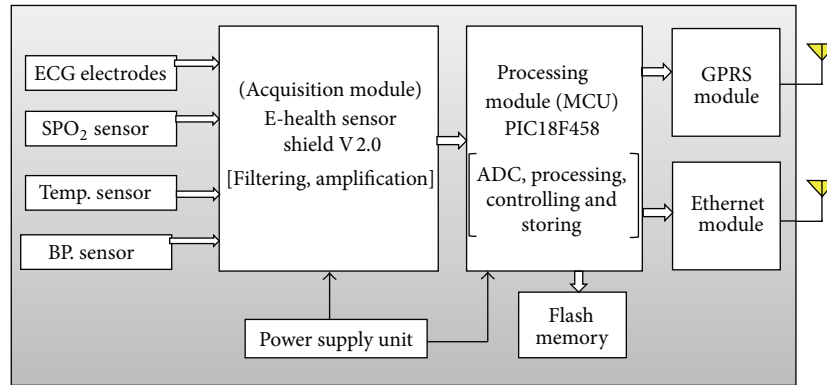 ECG electrodes
SPO₂ sensor
Temp. sensor
BP. sensor
(Acquisition module)
E-health sensor
shield V 2.0
[Filtering, amplification]
Processing
module (MCU)
PIC18F458
[ADC, processing,
controlling and
storing]
GPRS
module
Ethernet
module
Power supply unit
Flash
memory